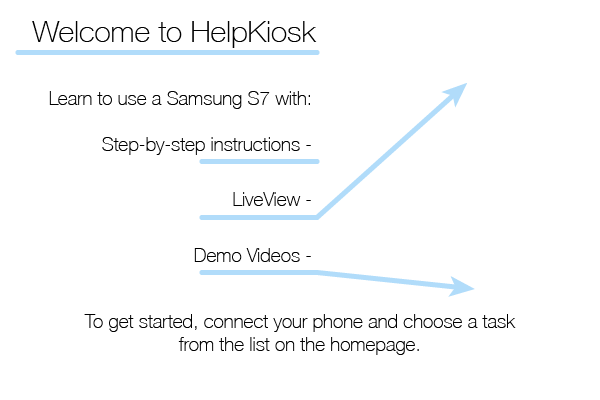 Welcome to HelpKiosk
Learn to use a Samsung S7 with:
Step-by-step instructions -
LiveView -
Demo Videos -
To get started, connect your phone and choose a task
from the list on the homepage.